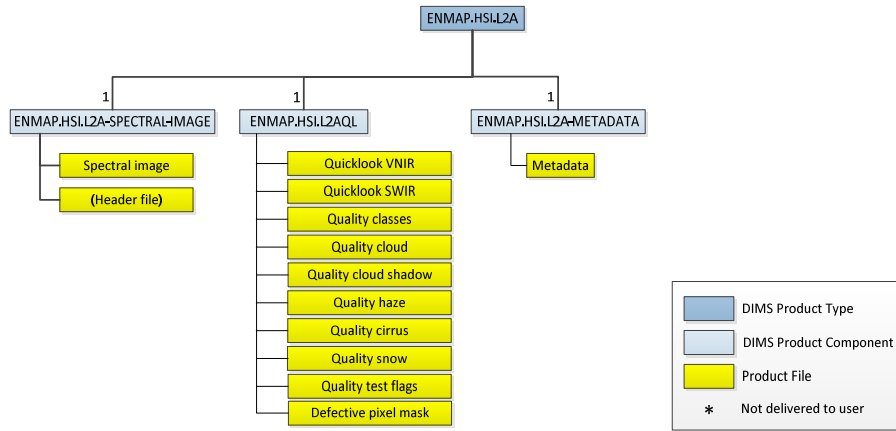 ENMAP.HSI.L2A
1
1
1
ENMAP.HSI.L2A-SPECTRAL-IMAGE
ENMAP.HSI.L2AQL
ENMAP.HSI.L2A-METADATA
Spectral image
(Header file)
Quicklook VNIR
Quicklook SWIR
Quality classes
Quality cloud
Quality cloud shadow
Quality haze
Quality cirrus
Quality snow
Quality test flags
Defective pixel mask
Metadata
DIMS Product Type
DIMS Product Component
Product File
* Not delivered to user